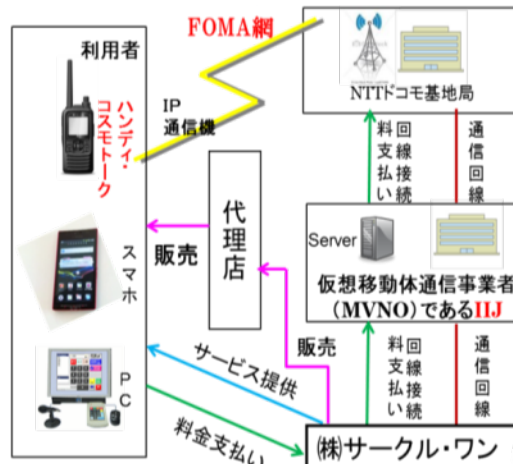 利用者
ハンディ・
コスモトーク
スマホ
PC
FOMA網
IP
通信機
NTTドコモ基地局
回線接続
料支払い
通信回線
代理店
販売
Server
仮想移動体通信事業者
(MVNO)であるIIJ
販売
回線接続
料支払い
通信回線
サービス提供
料金支払い
㈱サークル・ワン